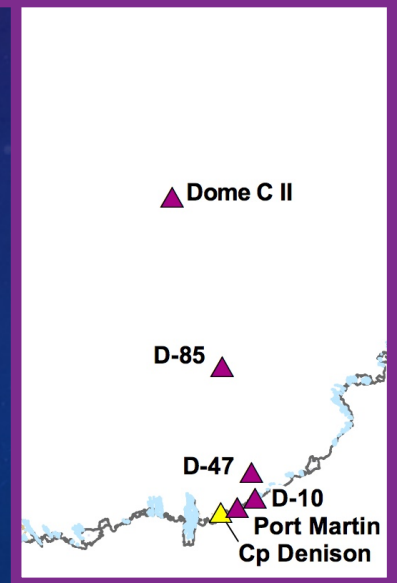 Dome C II
D-85
D-47
D-10
Port Martin
Cp Denison